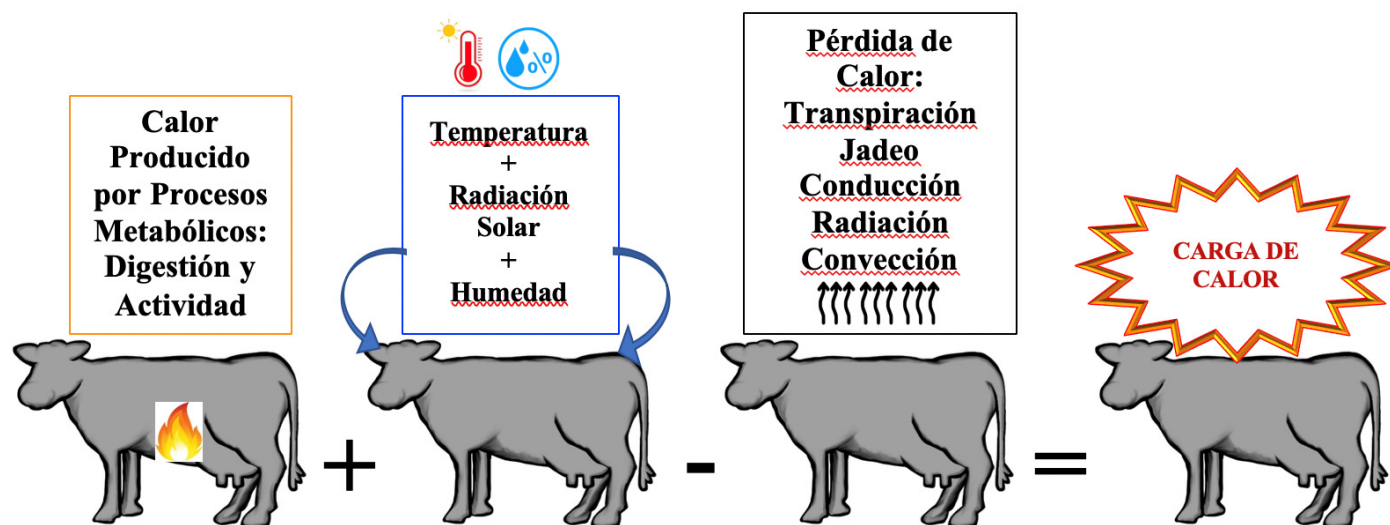 Calor
Producido
por Procesos
Metabólicos:
Digestión y
Actividad
+
%
Temperatura
+
Radiación
Solar
+
Humedad
-
Pérdida de
Calor:
Transpiración
Jadeo
Conducción
Radiación
Convección
=
CARGA DE
CALOR